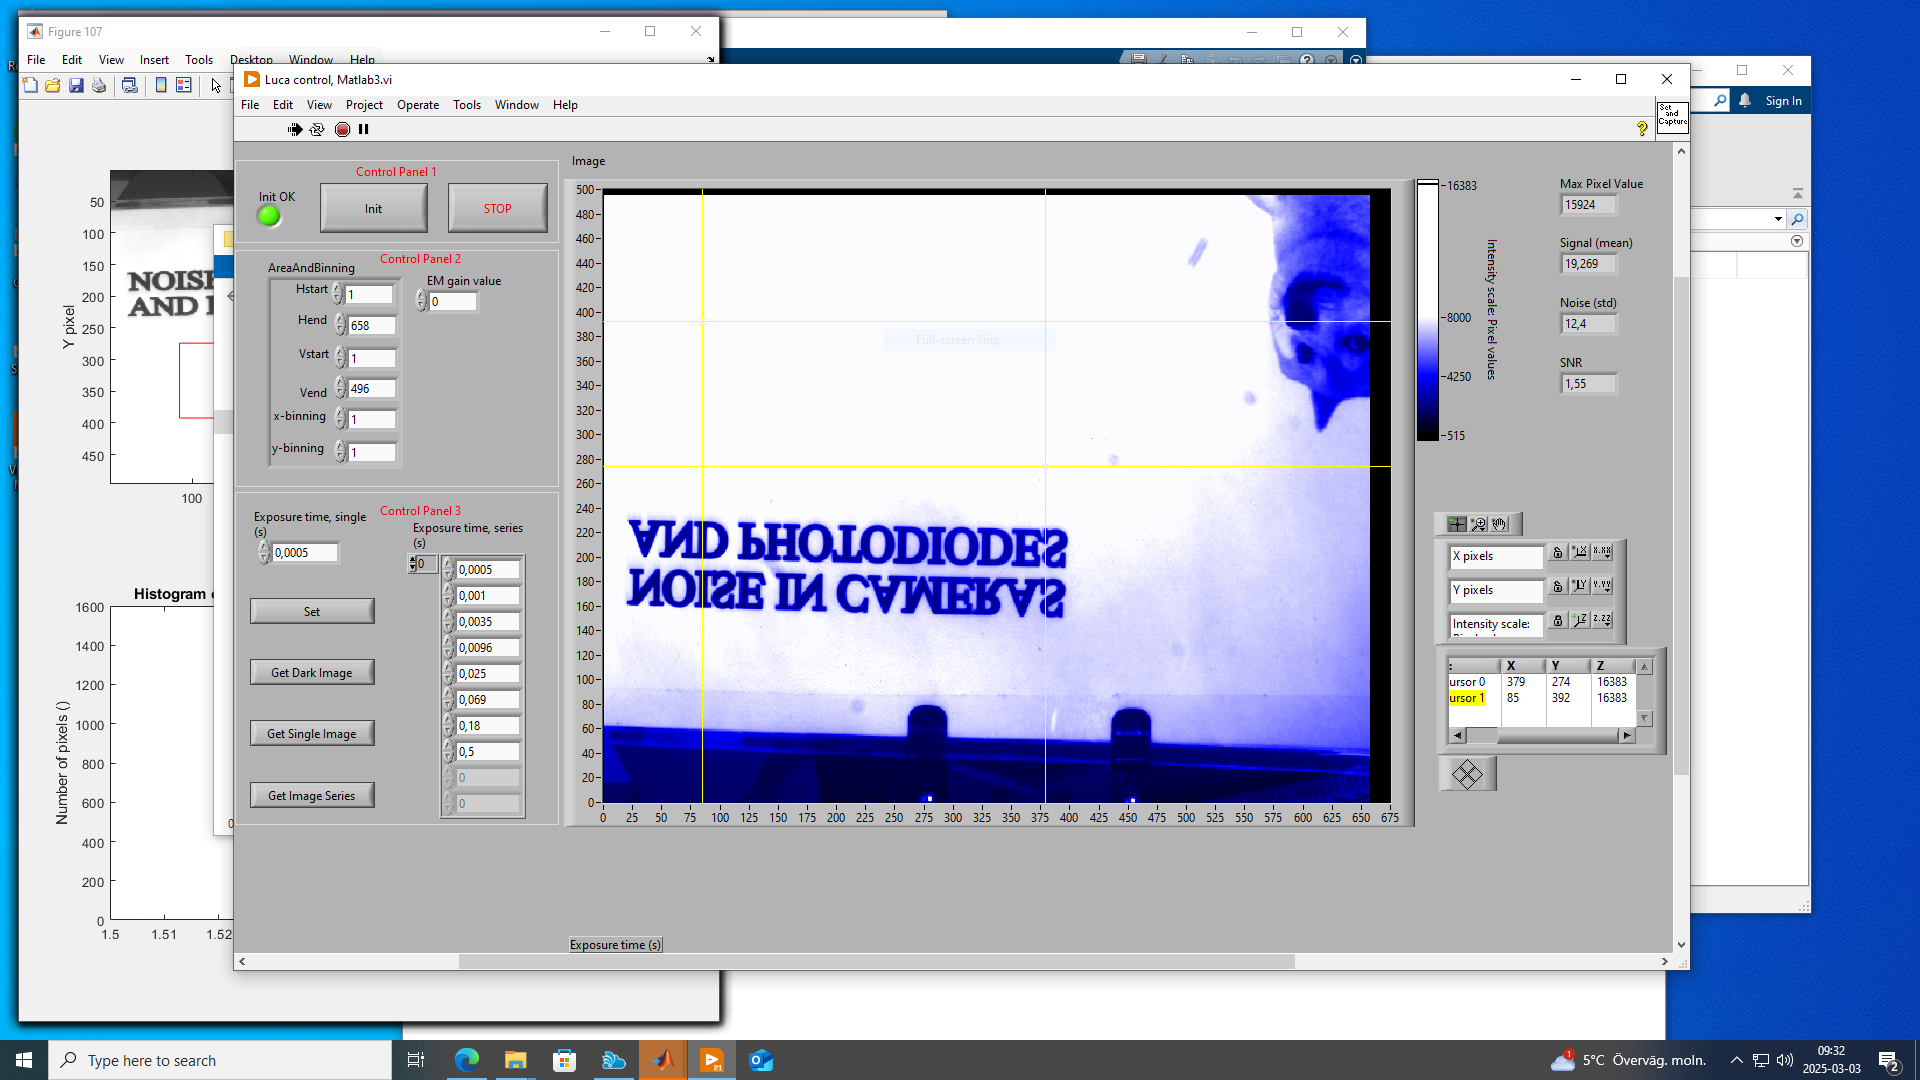 Figure 107
File Edit View Insert Tools Desktop Window Help
Luca control, Matlab3.vi
File Edit View Project Operate Tools Window Help
Set and Capture
Sign In
Control Panel 1
Init OK
Init
STOP
Control Panel 2
AreaAndBinning
EM gain value
0
Hstart 1
Hend 658
Vstart 1
Vend 496
x-binning 1
y-binning 1
Control Panel 3
Exposure time, single (s)
0,0005
Exposure time, series (s)
0
0,0005
0,001
0,0035
0,0096
0,025
0,069
0,18
0,5
0
0
Set
Get Dark Image
Get Single Image
Get Image Series
Image
500
480
460
440
420
400
380
360
340
320
300
280
260
240
220
200
180
160
140
120
100
80
60
40
20
0
0 25 50 75 100 125 150 175 200 225 250 275 300 325 350 375 400 425 450 475 500 525 550 575 600 625 650 675
Full-screen Snip
AND PHOTODIODES
NOISE IN CAMERAS
Exposure time (s)
16383
8000
4250
515
Intensity scale: Pixel values
Max Pixel Value
15924
Signal (mean)
19,269
Noise (std)
12,4
SNR
1,55
X pixels
Y pixels
Intensity scale:
: X Y Z
ursor 0 379 274 16383
ursor 1 85 392 16383
50
100
150
200
250
300
350
400
450
Y pixel
100
NOISE
AND
Histogram
1600
1400
1200
1000
800
600
400
200
0
Number of pixels ()
1.5 1.51 1.52
Type here to search
21
1
5°C Överväg. moln.
09:32
2025-03-03
2